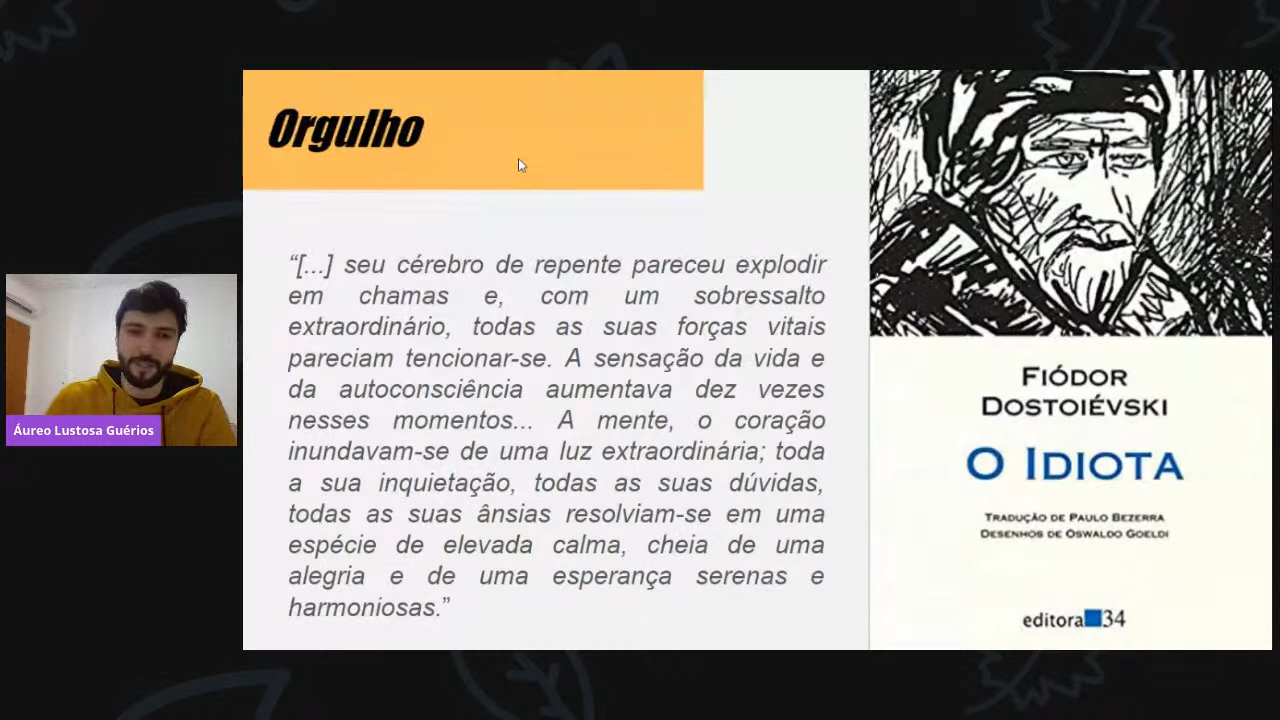 Orgulho
“[...] seu cérebro de repente pareceu explodir
em chamas e, com um sobressalto
extraordinário, todas as suas forças vitais
pareciam tencionar-se. A sensação da vida e
da autoconsciência aumentava dez vezes
nesses momentos... A mente, o coração
inundavam-se de uma luz extraordinária; toda
a sua inquietação, todas as suas dúvidas,
todas as suas ânsias resolviam-se em uma
espécie de elevada calma, cheia de uma
alegria e de uma esperança serenas e
harmoniosas.”
Áureo Lustosa Guérios
FIÓDOR
DOSTOIÉVSKI
O IDIOTA
TRADUÇÃO DE PAULO BEZERRA
DESENHOS DE OSWALDO GOELDI
editora 34